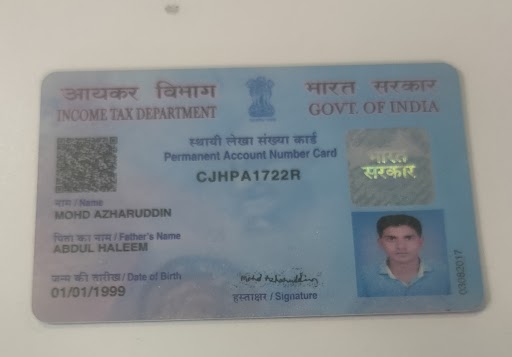 आयकर विभाग
INCOME TAX DEPARTMENT
भारत सरकार
GOVT. OF INDIA
स्थायी लेखा संख्या कार्ड
Permanent Account Number Card
CJHPA1722R
भारत
सरकार
नाम / Name
MOHD AZHARUDDIN
पिता का नाम / Father's Name
ABDUL HALEEM
जन्म की तारीख / Date of Birth
01/01/1999
Mohd Azharuddin
हस्ताक्षर / Signature
03082017